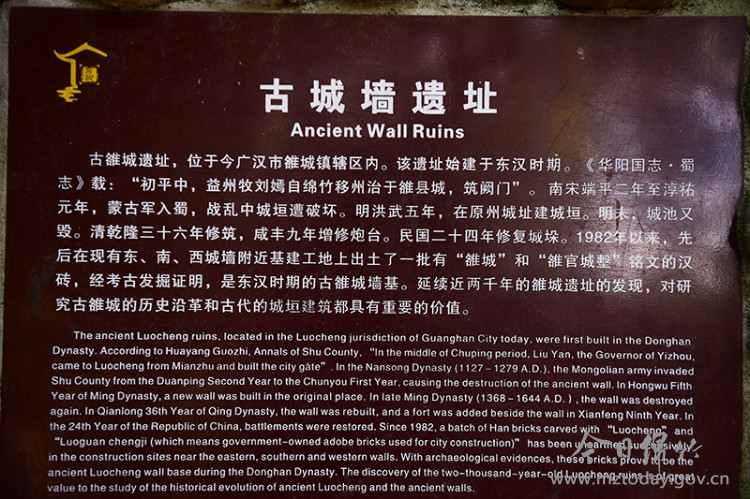 雒城
古城墙遗址
Ancient Wall Ruins
古雒城遗址，位于今广汉市雒城镇辖区内。该遗址始建于东汉时期。《华阳国志·蜀
志》载：“初平中，益州牧刘焉自绵竹移州治于雒县城，筑阙门”。南宋端平二年至淳祐
元年，蒙古军入蜀，战乱中城垣遭破坏。明洪武五年，在原州城址建城垣。明末，城池又
毁。清乾隆三十六年修筑，咸丰九年增修炮台。民国二十四年修复城垛。1982年以来，先
后在现有东、南、西城墙附近基建工地上出土了一批有“雒城”和“雒官城墼”铭文的汉
砖，经考古发掘证明，是东汉时期的古雒城墙基。延续近两千年的雒城遗址的发现，对研
究古雒城的历史沿革和古代的城垣建筑都具有重要的价值。
The ancient Luocheng ruins, located in the Luocheng jurisdiction of Guanghan City today, were first built in the Donghan
Dynasty. According to Huayang Guozhi, Annals of Shu County, “In the middle of Chuping period, Liu Yan, the Governor of Yizhou,
came to Luocheng from Mianzhu and built the city gate”. In the Nansong Dynasty (1127－1279 A.D.), the Mongolian army invaded
Shu County from the Duanping Second Year to the Chunyou First Year, causing the destruction of the ancient wall. In Hongwu Fifth
Year of Ming Dynasty, a new wall was built in the original place. In late Ming Dynasty (1368－1644 A.D.), the wall was destroyed
again. In Qianlong 36th Year of Qing Dynasty, the wall was rebuilt, and a fort was added beside the wall in Xianfeng Ninth Year. In
the 24th Year of the Republic of China, battlements were restored. Since 1982, a batch of Han bricks carved with “Luocheng” and
“Luoguan chengji (which means government-owned adobe bricks used for city construction)” has been unearthed successively
in the construction sites near the eastern, southern and western walls. With archaeological evidences, these bricks prove to be the
ancient Luocheng wall base during the Donghan Dynasty. The discovery of the two-thousand-year-old Luocheng ruins is of great
value to the study of the historical evolution of ancient Luocheng and the ancient walls.
今日绵竹
www.mztoday.gov.cn